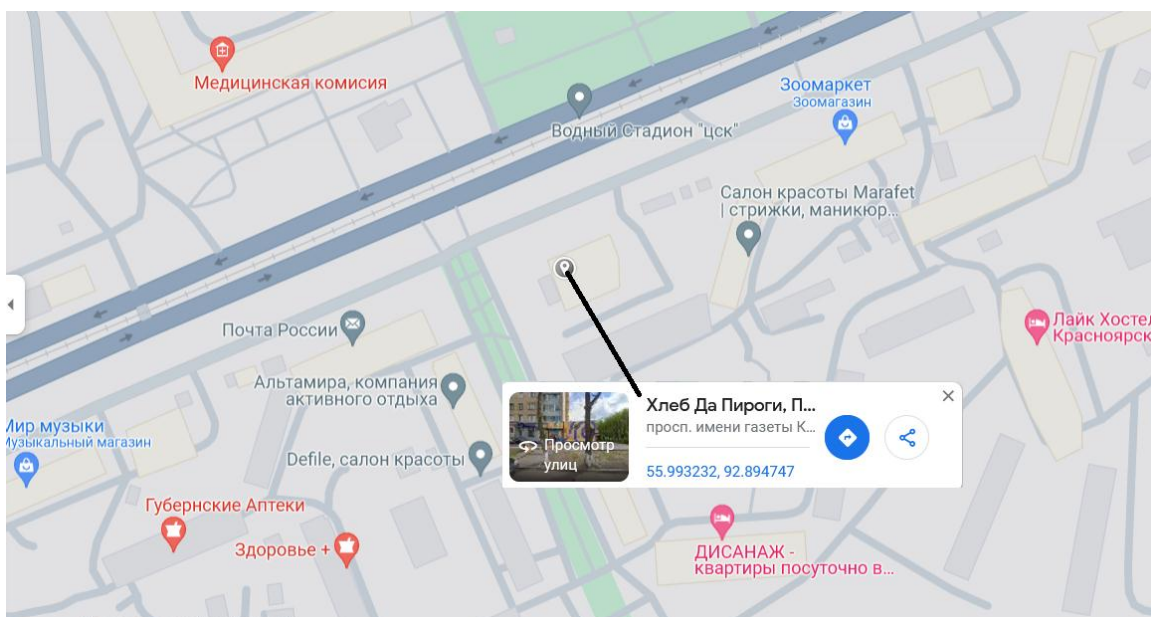 Медицинская комисия
Зоомаркет
Зоомагазин
Водный Стадион "цск"
Салон красоты Marafet
| стрижки, маникюр...
Лайк Хостел
Красноярск
Почта России
Альтамира, компания
активного отдыха
Хлеб Да Пироги, П...
просп. имени газеты К...
Просмотр
улиц
55.993232, 92.894747
Мир музыки
Музыкальный магазин
Defile, салон красоты
Губернские Аптеки
Здоровье +
ДИСАНАЖ -
квартиры посуточно в...